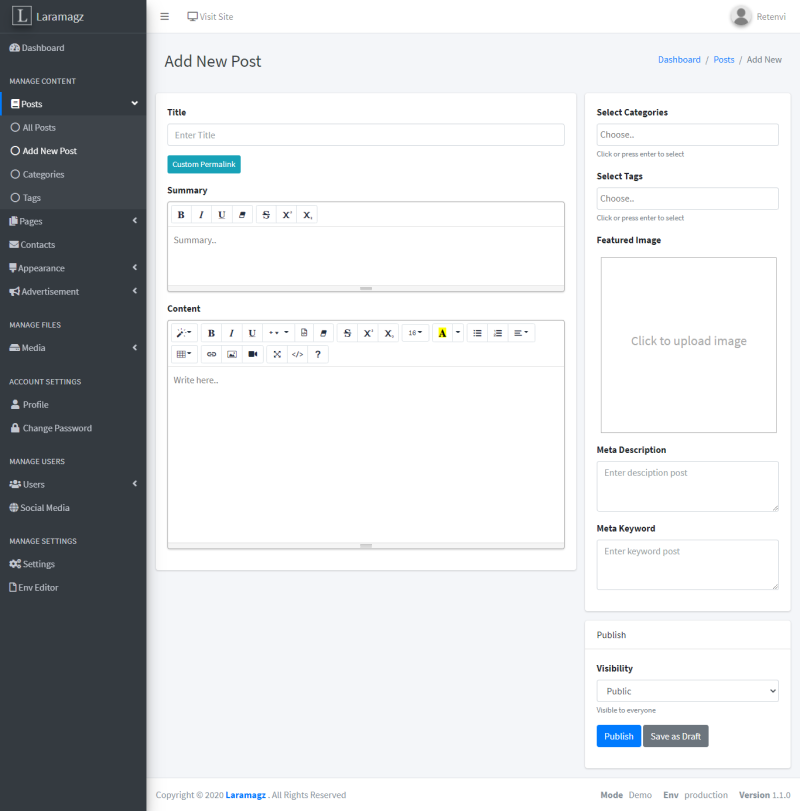 L Laramagz
Visit Site
Retenvi
Dashboard
MANAGE CONTENT
Posts
All Posts
Add New Post
Categories
Tags
Pages
Contacts
Appearance
Advertisement
MANAGE FILES
Media
ACCOUNT SETTINGS
Profile
Change Password
MANAGE USERS
Users
Social Media
MANAGE SETTINGS
Settings
Env Editor
Add New Post
Dashboard / Posts / Add New
Title
Enter Title
Custom Permalink
Summary
B I U S X² Xₓ
Summary..
Content
B I U S X² Xₓ 16 A
</> ?
Write here..
Select Categories
Choose..
Click or press enter to select
Select Tags
Choose..
Click or press enter to select
Featured Image
Click to upload image
Meta Description
Enter desciption post
Meta Keyword
Enter keyword post
Publish
Visibility
Public
Visible to everyone
Publish Save as Draft
Copyright © 2020 Laramagz . All Rights Reserved
Mode Demo Env production Version 1.1.0